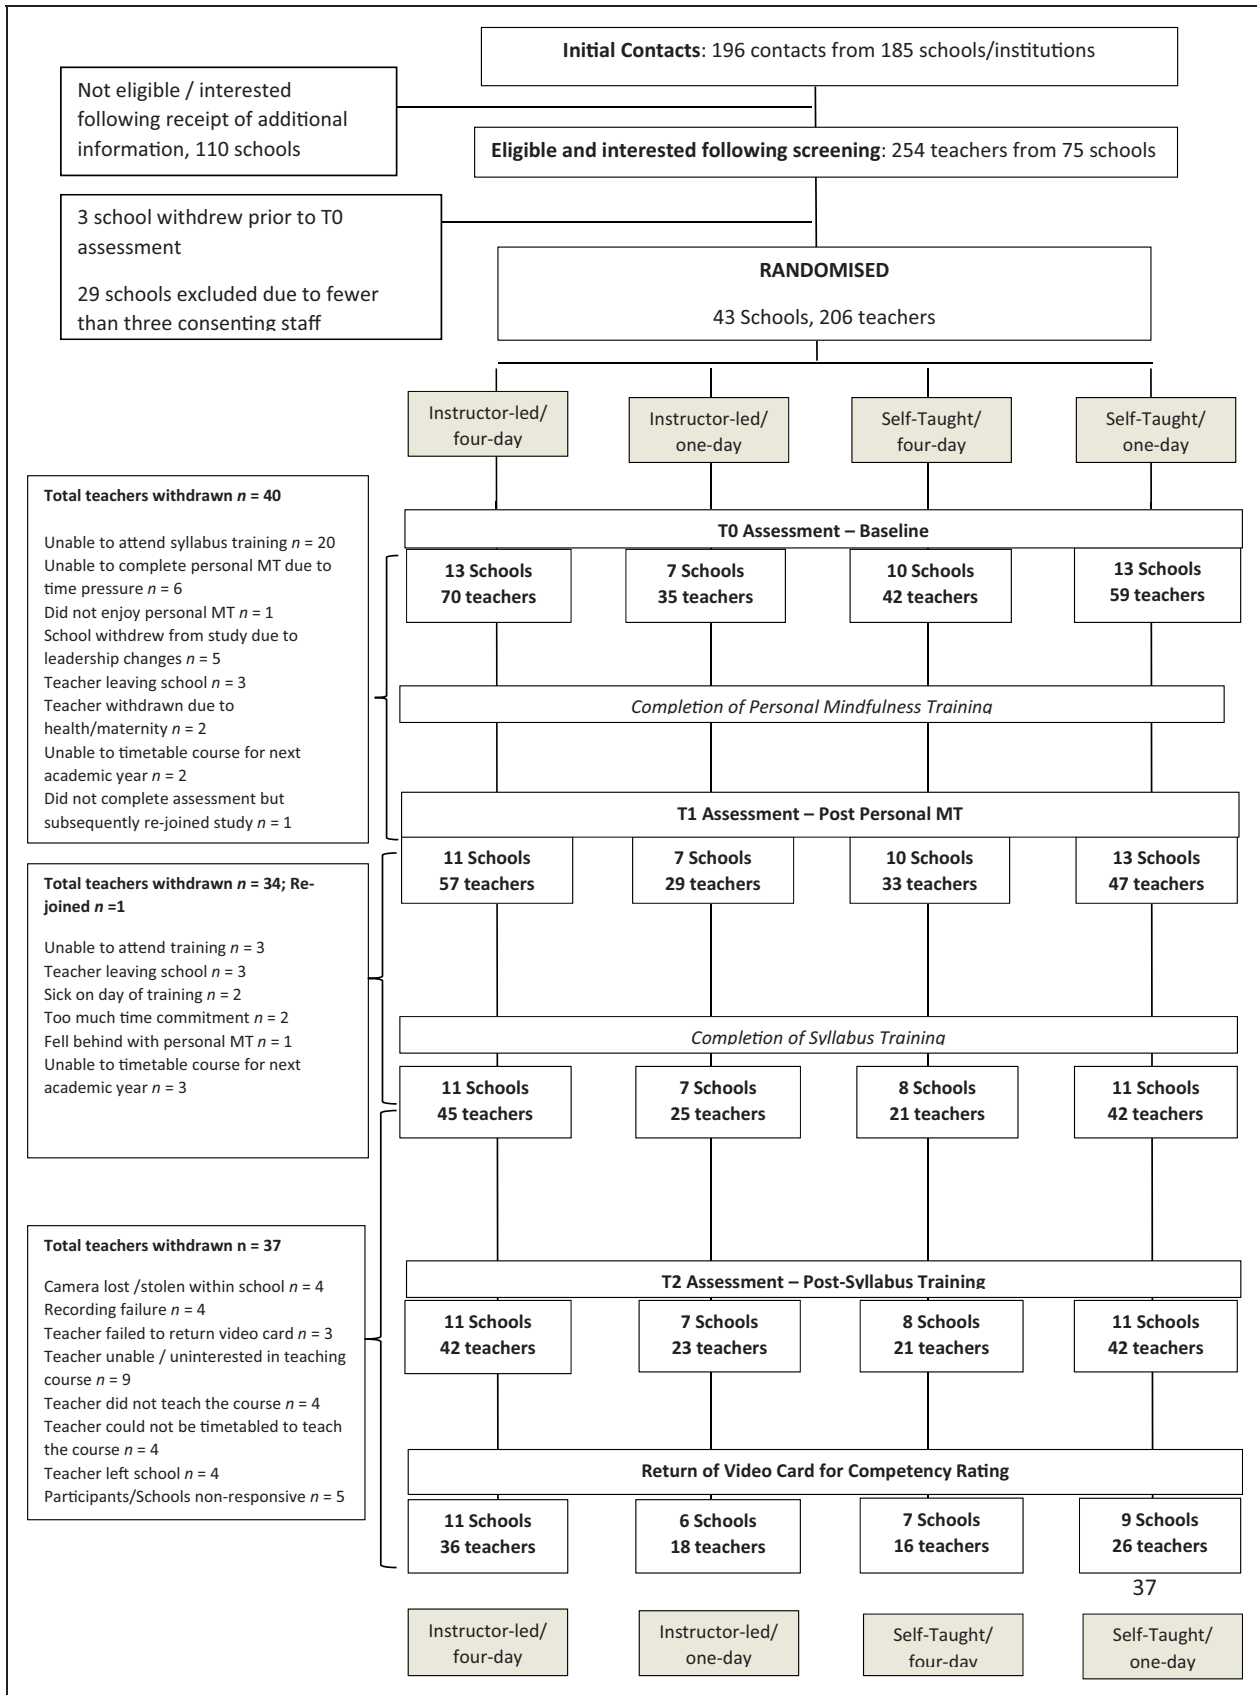 Initial Contacts: 196 contacts from 185 schools/institutions
Not eligible / interested
following receipt of additional
information, 110 schools
Eligible and interested following screening: 254 teachers from 75 schools
3 school withdrew prior to T0
assessment
29 schools excluded due to fewer
than three consenting staff
RANDOMISED
43 Schools, 206 teachers
Instructor-led/
four-day
Instructor-led/
one-day
Self-Taught/
four-day
Self-Taught/
one-day
Total teachers withdrawn n = 40
Unable to attend syllabus training n = 20
Unable to complete personal MT due to
time pressure n = 6
Did not enjoy personal MT n = 1
School withdrew from study due to
leadership changes n = 5
Teacher leaving school n = 3
Teacher withdrawn due to
health/maternity n = 2
Unable to timetable course for next
academic year n = 2
Did not complete assessment but
subsequently re-joined study n = 1
T0 Assessment – Baseline
13 Schools
70 teachers
7 Schools
35 teachers
10 Schools
42 teachers
13 Schools
59 teachers
Completion of Personal Mindfulness Training
T1 Assessment – Post Personal MT
11 Schools
57 teachers
7 Schools
29 teachers
10 Schools
33 teachers
13 Schools
47 teachers
Total teachers withdrawn n = 34; Re-
joined n =1
Unable to attend training n = 3
Teacher leaving school n = 3
Sick on day of training n = 2
Too much time commitment n = 2
Fell behind with personal MT n = 1
Unable to timetable course for next
academic year n = 3
Completion of Syllabus Training
11 Schools
45 teachers
7 Schools
25 teachers
8 Schools
21 teachers
11 Schools
42 teachers
Total teachers withdrawn n = 37
Camera lost /stolen within school n = 4
Recording failure n = 4
Teacher failed to return video card n = 3
Teacher unable / uninterested in teaching
course n = 9
Teacher did not teach the course n = 4
Teacher could not be timetabled to teach
the course n = 4
Teacher left school n = 4
Participants/Schools non-responsive n = 5
T2 Assessment – Post-Syllabus Training
11 Schools
42 teachers
7 Schools
23 teachers
8 Schools
21 teachers
11 Schools
42 teachers
Return of Video Card for Competency Rating
11 Schools
36 teachers
6 Schools
18 teachers
7 Schools
16 teachers
9 Schools
26 teachers
37
Instructor-led/
four-day
Instructor-led/
one-day
Self-Taught/
four-day
Self-Taught/
one-day